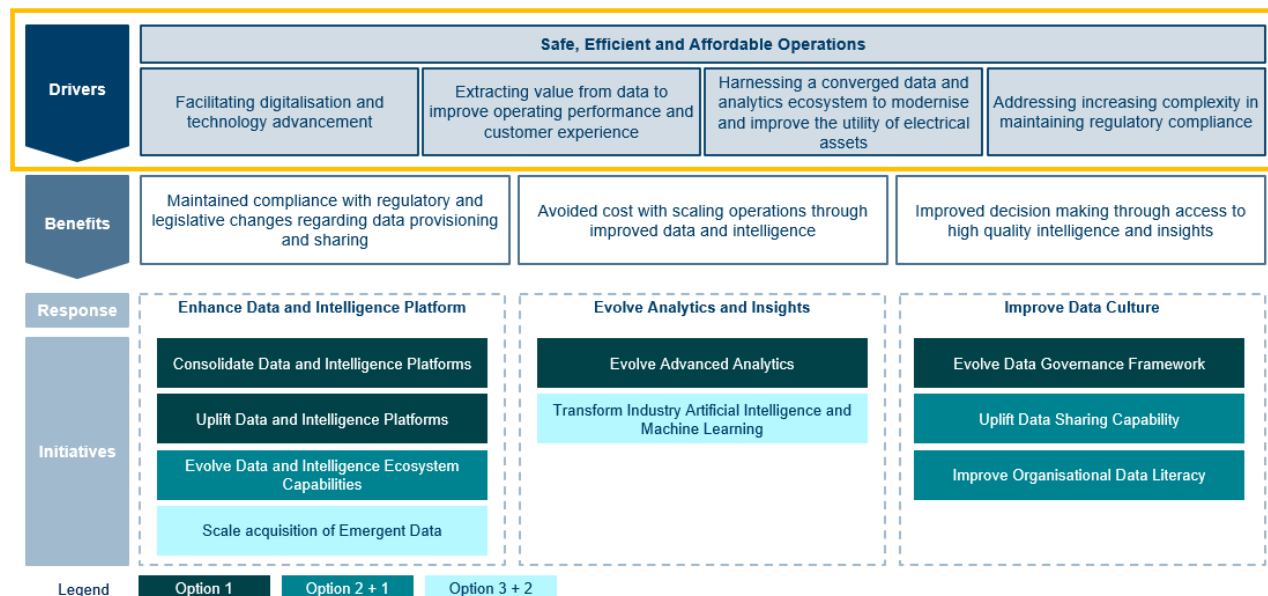 Drivers
Safe, Efficient and Affordable Operations
Facilitating digitalisation and
technology advancement
Extracting value from data to
improve operating performance and
customer experience
Harnessing a converged data and
analytics ecosystem to modernise
and improve the utility of electrical
assets
Addressing increasing complexity in
maintaining regulatory compliance
Benefits
Maintained compliance with regulatory and
legislative changes regarding data provisioning
and sharing
Avoided cost with scaling operations through
improved data and intelligence
Improved decision making through access to
high quality intelligence and insights
Response
Enhance Data and Intelligence Platform
Evolve Analytics and Insights
Improve Data Culture
Initiatives
Consolidate Data and Intelligence Platforms
Uplift Data and Intelligence Platforms
Evolve Data and Intelligence Ecosystem
Capabilities
Scale acquisition of Emergent Data
Evolve Advanced Analytics
Transform Industry Artificial Intelligence and
Machine Learning
Evolve Data Governance Framework
Uplift Data Sharing Capability
Improve Organisational Data Literacy
Legend
Option 1
Option 2 + 1
Option 3 + 2